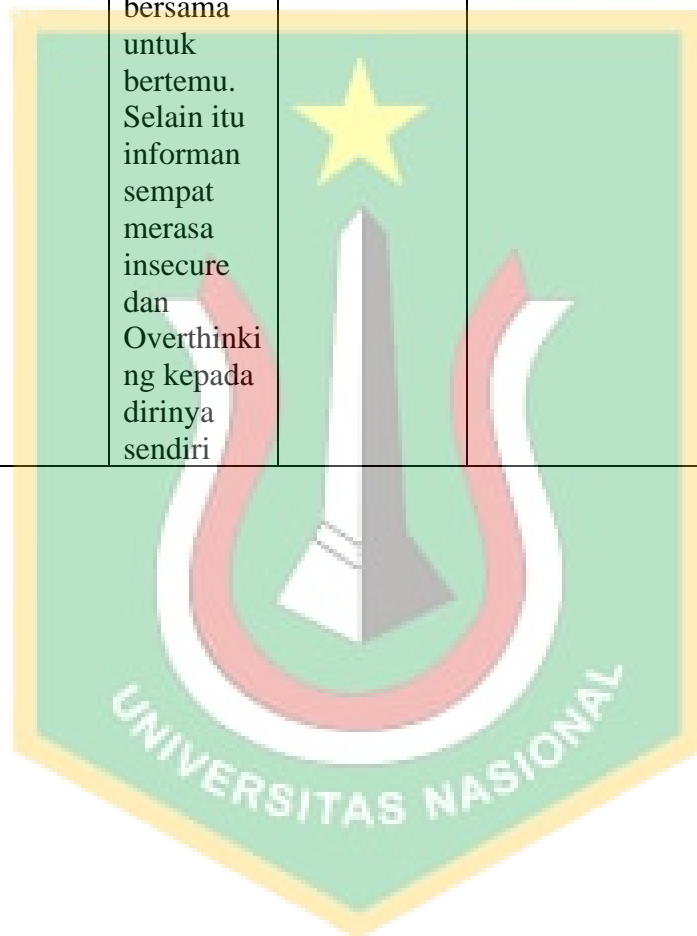 bersama
untuk
bertemu.
Selain itu
informan
sempat
merasa
insecure
dan
Overthinki
ng kepada
dirinya
sendiri
UNIVERSITAS NASIONAL